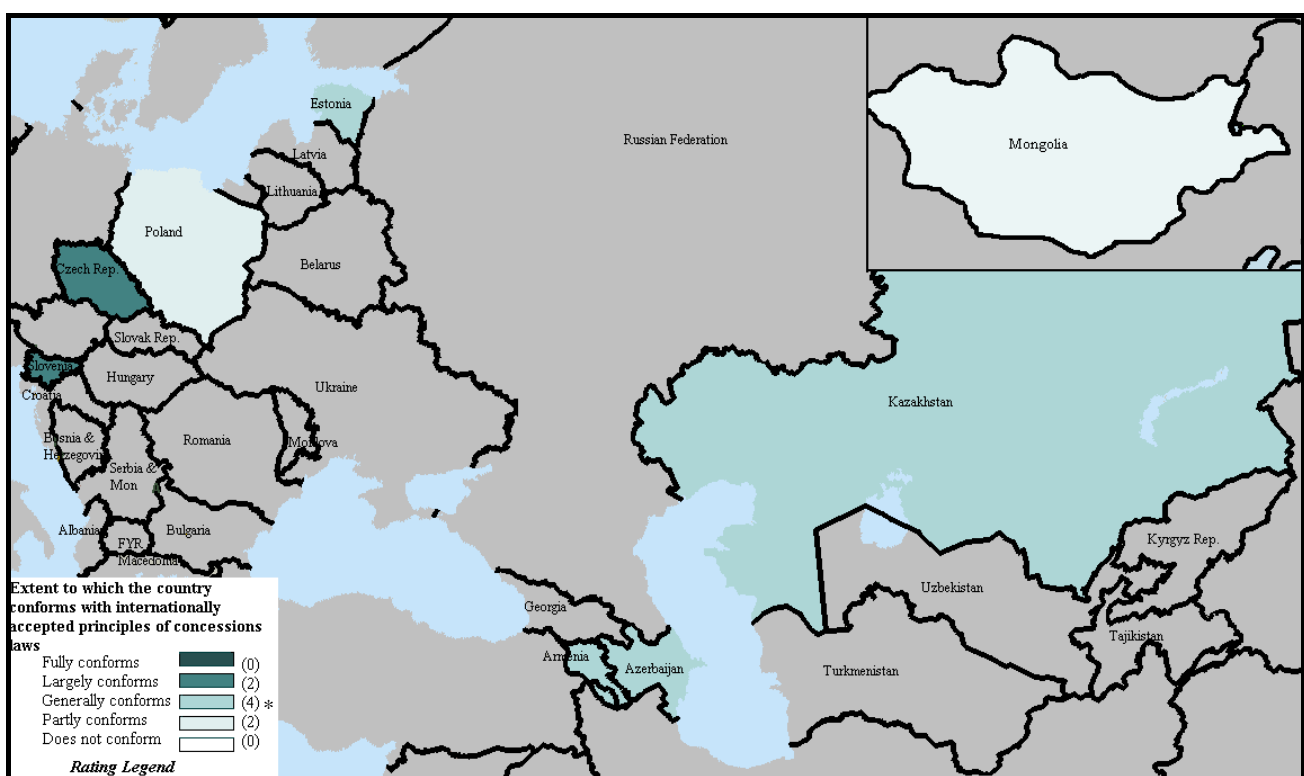 Estonia
Russian Federation
Mongolia
Latvia
Lithuania
Poland
Belarus
Czech Rep.
Slovak Rep.
Slovenia
Hungary
Ukraine
Croatia
Kazakhstan
Bosnia &
Herzegovin
Romania
Moldova
Serbia &
Mon
Albania
Bulgaria
FYR
Macedonia
Kyrgyz Rep.
Uzbekistan
Georgia
Tajikistan
Armenia
Azerbaijan
Turkmenistan
Extent to which the country
conforms with internationally
accepted principles of concessions
laws
Fully conforms (0)
Largely conforms (2)
Generally conforms (4) *
Partly conforms (2)
Does not conform (0)
Rating Legend